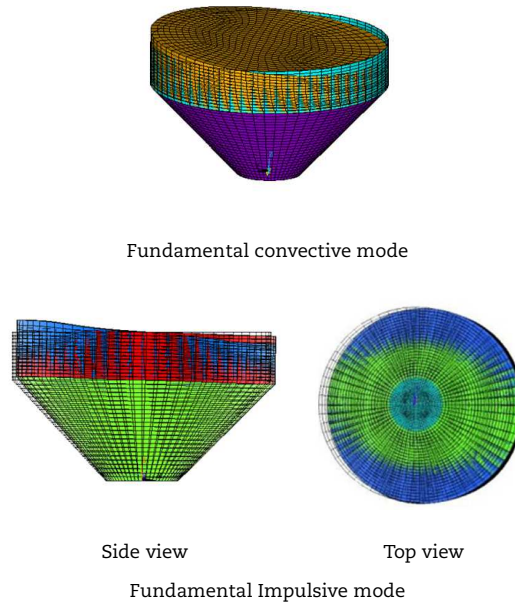 Fundamental convective mode
Side view
Top view
Fundamental Impulsive mode